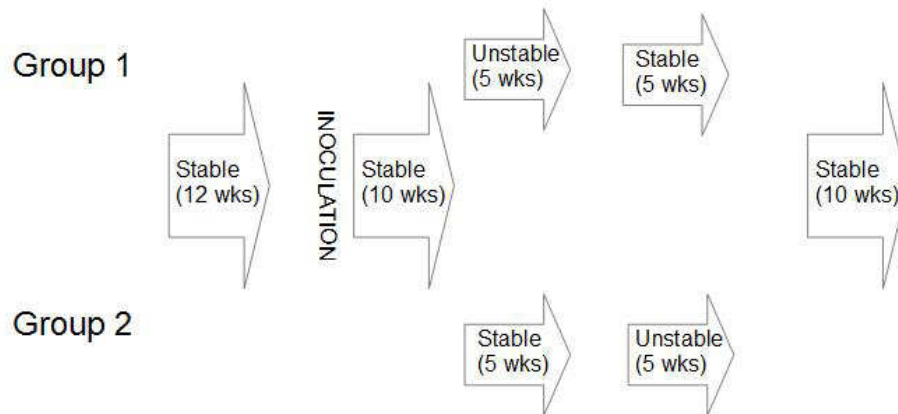 Group 1
Unstable
(5 wks)
Stable
(5 wks)
Stable
(12 wks)
INOCULATION
Stable
(10 wks)
Stable
(10 wks)
Group 2
Stable
(5 wks)
Unstable
(5 wks)